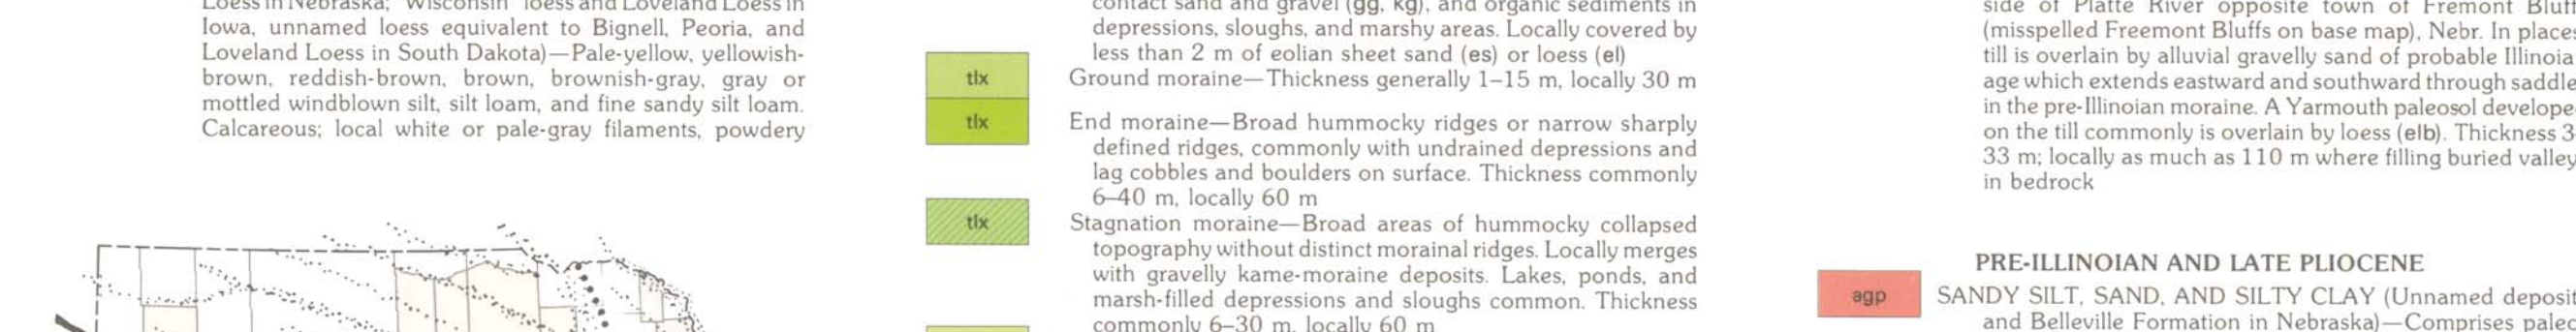 Loess in Nebraska; "Wisconsin" loess and Loveland Loess in
Iowa, unnamed loess equivalent to Bignell, Peoria, and
Loveland Loess in South Dakota)—Pale-yellow, yellowish-
brown, reddish-brown, brown, brownish-gray, gray or
mottled windblown silt, silt loam, and fine sandy silt loam.
Calcareous; local white or pale-gray filaments, powdery
contact sand and gravel (gg, kg), and organic sediments in
depressions, sloughs, and marshy areas. Locally covered by
less than 2 m of eolian sheet sand (es) or loess (el)
tlx
Ground moraine—Thickness generally 1–15 m, locally 30 m
tlx
End moraine—Broad hummocky ridges or narrow sharply
defined ridges, commonly with undrained depressions and
lag cobbles and boulders on surface. Thickness commonly
6–40 m, locally 60 m
tlx
Stagnation moraine—Broad areas of hummocky collapsed
topography without distinct morainal ridges. Locally merges
with gravelly kame-moraine deposits. Lakes, ponds, and
marsh-filled depressions and sloughs common. Thickness
commonly 6–30 m, locally 60 m
side of Platte River opposite town of Fremont Bluff
(misspelled Freemont Bluffs on base map), Nebr. In places
till is overlain by alluvial gravelly sand of probable Illinoia
age which extends eastward and southward through saddle
in the pre-Illinoian moraine. A Yarmouth paleosol develope
on the till commonly is overlain by loess (elb). Thickness 3
33 m; locally as much as 110 m where filling buried valley
in bedrock
PRE-ILLINOIAN AND LATE PLIOCENE
agp
SANDY SILT, SAND, AND SILTY CLAY (Unnamed deposit
and Belleville Formation in Nebraska)—Comprises paleo